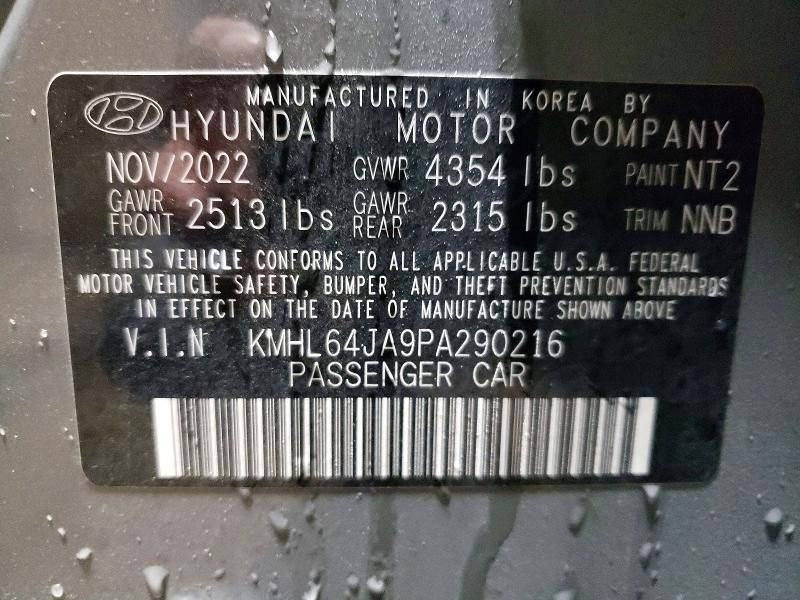 MANUFACTURED IN KOREA BY
HYUNDAI MOTOR COMPANY
NOV/2022 GVWR 4354 lbs PAINT NT2
GAWR FRONT 2513 lbs GAWR REAR 2315 lbs TRIM NNB
THIS VEHICLE CONFORMS TO ALL APPLICABLE U.S.A. FEDERAL
MOTOR VEHICLE SAFETY, BUMPER, AND THEFT PREVENTION STANDARDS
IN EFFECT ON THE DATE OF MANUFACTURE SHOWN ABOVE
V.I.N KMHL64JA9PA290216
PASSENGER CAR